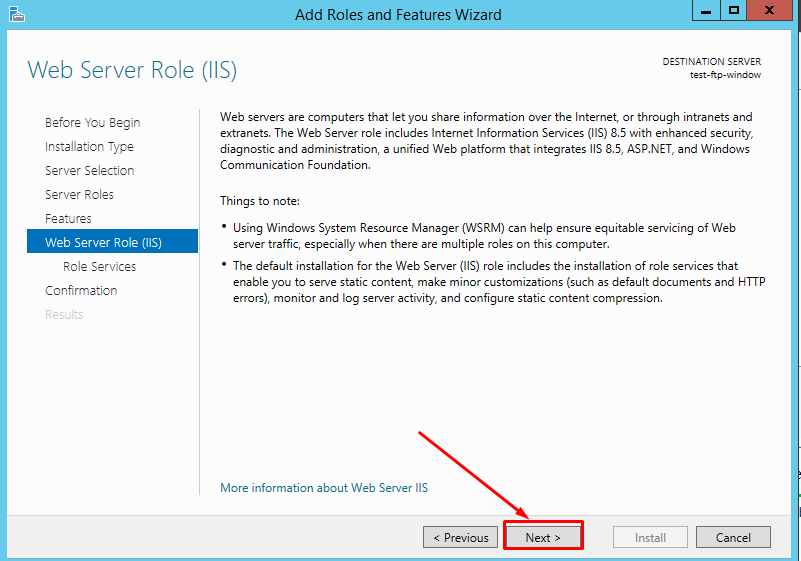 Add Roles and Features Wizard
Web Server Role (IIS)
DESTINATION SERVER
test-ftp-window
Before You Begin
Installation Type
Server Selection
Server Roles
Features
Web Server Role (IIS)
Role Services
Confirmation
Results
Web servers are computers that let you share information over the Internet, or through intranets and
extranets. The Web Server role includes Internet Information Services (IIS) 8.5 with enhanced security,
diagnostic and administration, a unified Web platform that integrates IIS 8.5, ASP.NET, and Windows
Communication Foundation.
Things to note:
• Using Windows System Resource Manager (WSRM) can help ensure equitable servicing of Web
server traffic, especially when there are multiple roles on this computer.
• The default installation for the Web Server (IIS) role includes the installation of role services that
enable you to serve static content, make minor customizations (such as default documents and HTTP
errors), monitor and log server activity, and configure static content compression.
More information about Web Server IIS
< Previous
Next >
Install
Cancel